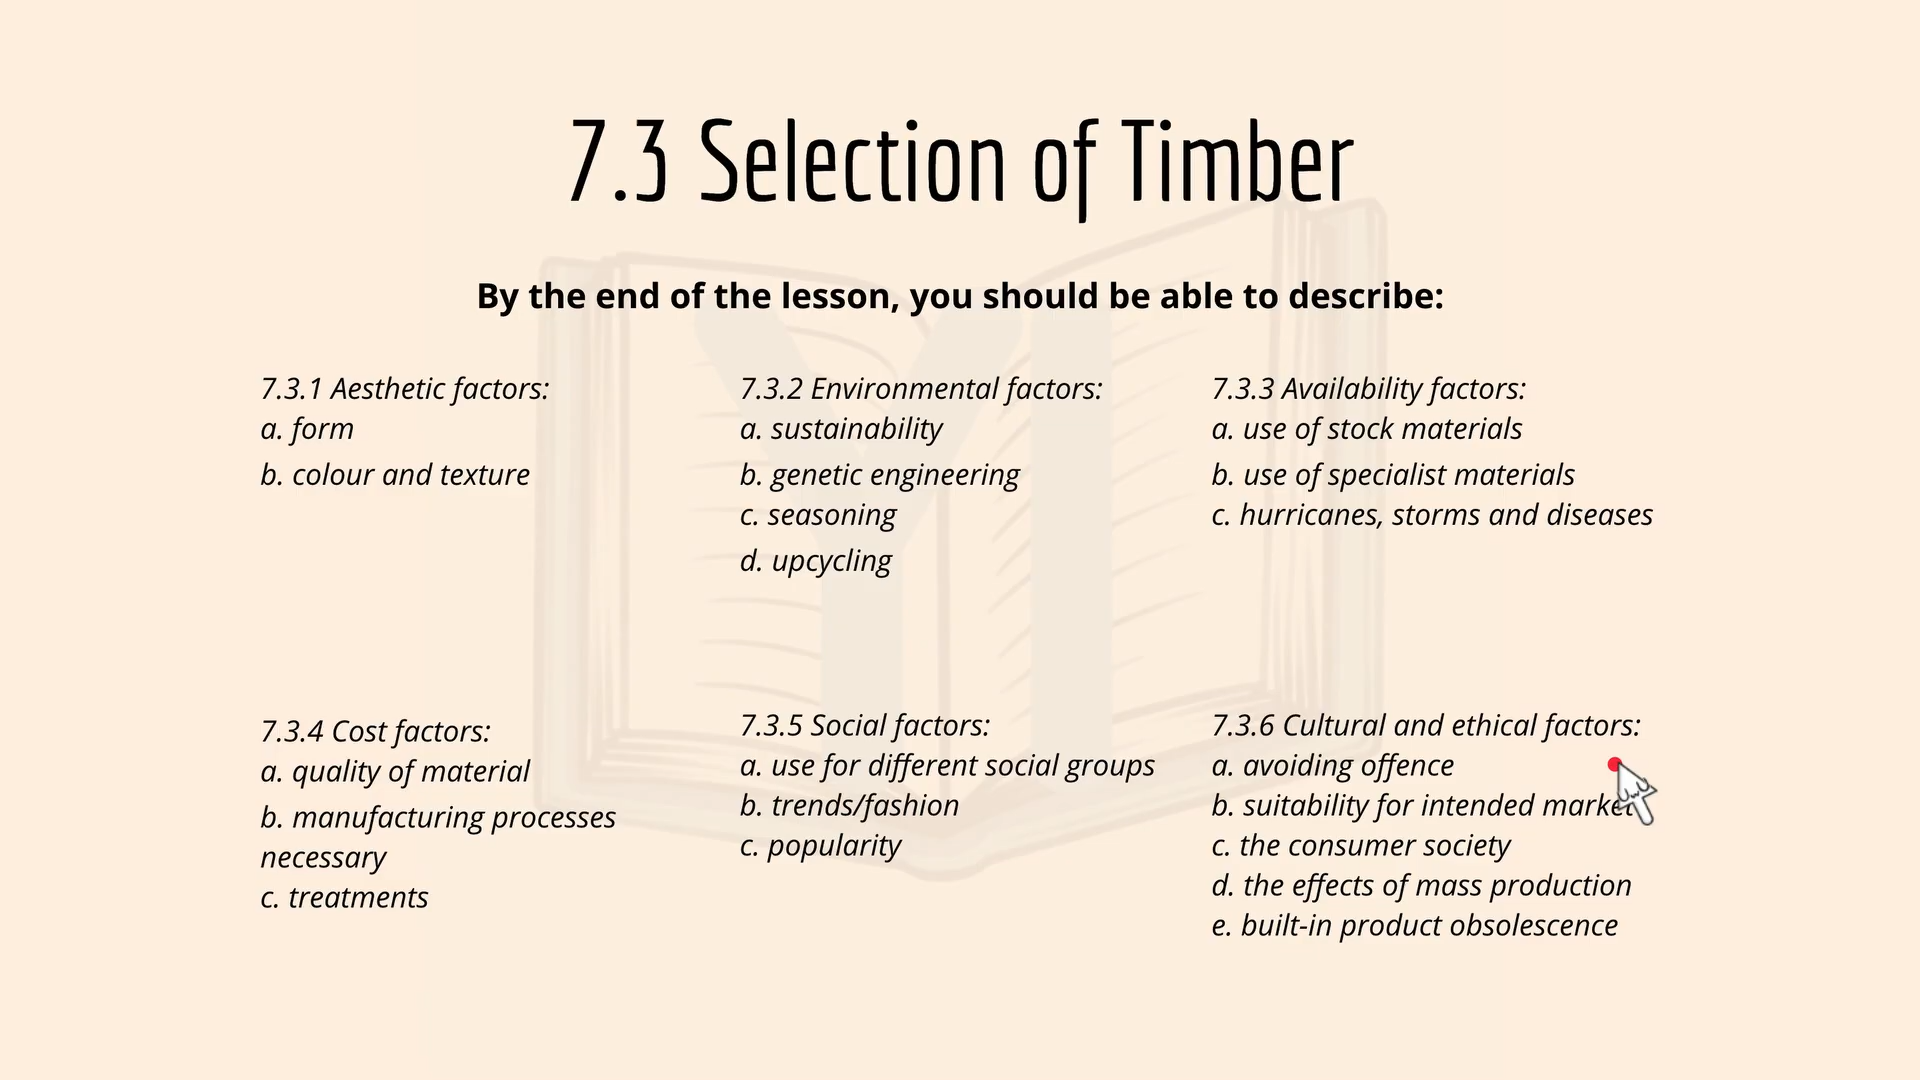 7.3 Selection of Timber
By the end of the lesson, you should be able to describe:
7.3.1 Aesthetic factors:
a. form
b. colour and texture
7.3.2 Environmental factors:
a. sustainability
b. genetic engineering
c. seasoning
d. upcycling
7.3.3 Availability factors:
a. use of stock materials
b. use of specialist materials
c. hurricanes, storms and diseases
7.3.4 Cost factors:
a. quality of material
b. manufacturing processes
necessary
c. treatments
7.3.5 Social factors:
a. use for different social groups
b. trends/fashion
c. popularity
7.3.6 Cultural and ethical factors:
a. avoiding offence
b. suitability for intended market
c. the consumer society
d. the effects of mass production
e. built-in product obsolescence